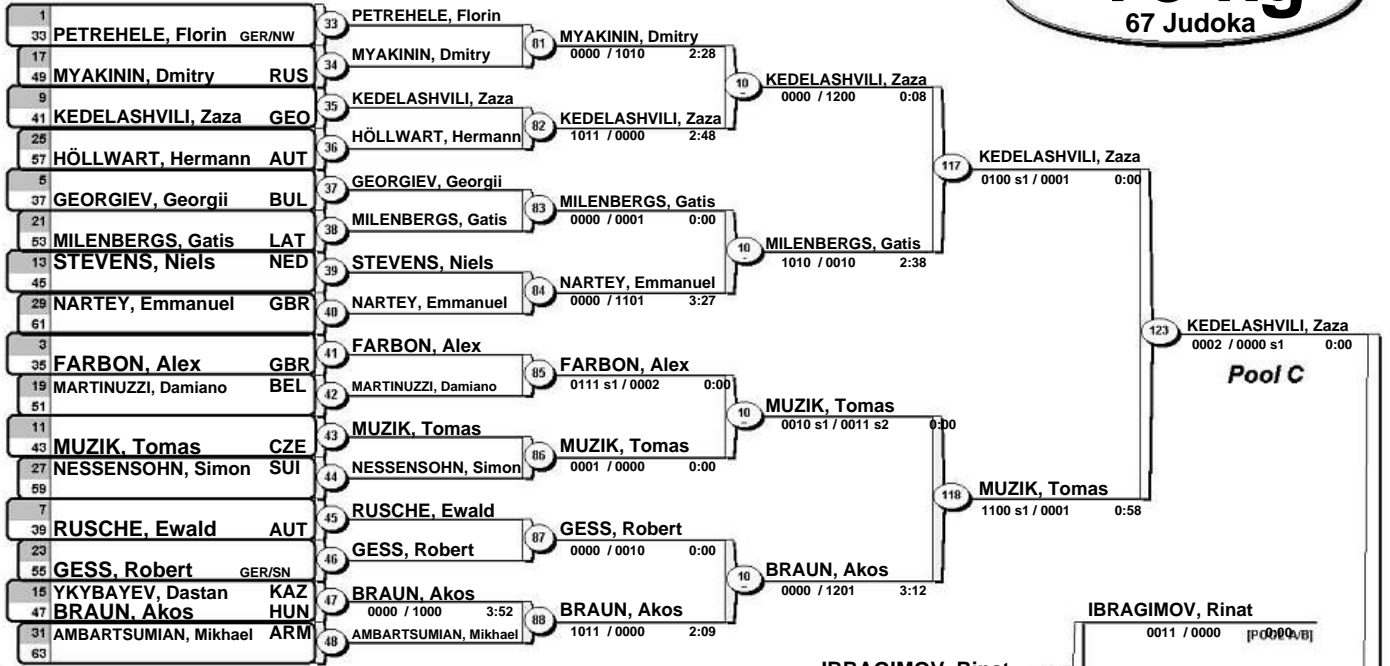 67 Judoka
1
33 PETREHELE, Florin GER/NW
17
49 MYAKININ, Dmitry RUS
9
41 KEDELASHVILI, Zaza GEO
25
57 HÖLLWART, Hermann AUT
5
37 GEORGIEV, Georgii BUL
21
53 MILENBERGS, Gatis LAT
13 STEVENS, Niels NED
45
29 NARTEY, Emmanuel GBR
61
3
35 FARBON, Alex GBR
19 MARTINUZZI, Damiano BEL
51
11
43 MUZIK, Tomas CZE
27 NESSENSOHN, Simon SUI
59
7
39 RUSCHE, Ewald AUT
23
55 GESS, Robert GER/SN
15 YKYBAYEV, Dastan KAZ
47 BRAUN, Akos HUN
31 AMBARTSUMIAN, Mikhael ARM
63
33 PETREHELE, Florin
34 MYAKININ, Dmitry
35 KEDELASHVILI, Zaza
36 HÖLLWART, Hermann
37 GEORGIEV, Georgii
38 MILENBERGS, Gatis
39 STEVENS, Niels
40 NARTEY, Emmanuel
41 FARBON, Alex
42 MARTINUZZI, Damiano
43 MUZIK, Tomas
44 NESSENSOHN, Simon
45 RUSCHE, Ewald
46 GESS, Robert
47 BRAUN, Akos
0000 / 1000 3:52
48 AMBARTSUMIAN, Mikhael
81 MYAKININ, Dmitry
0000 / 1010 2:28
82 KEDELASHVILI, Zaza
1011 / 0000 2:48
83 MILENBERGS, Gatis
0000 / 0001 0:00
84 NARTEY, Emmanuel
0000 / 1101 3:27
85 FARBON, Alex
0111 s1 / 0002 0:00
86 MUZIK, Tomas
0001 / 0000 0:00
87 GESS, Robert
0000 / 0010 0:00
88 BRAUN, Akos
1011 / 0000 2:09
10 KEDELASHVILI, Zaza
0000 / 1200 0:08
10 MILENBERGS, Gatis
1010 / 0010 2:38
10 MUZIK, Tomas
0010 s1 / 0011 s2 0:00
10 BRAUN, Akos
0000 / 1201 3:12
117 KEDELASHVILI, Zaza
0100 s1 / 0001 0:00
118 MUZIK, Tomas
1100 s1 / 0001 0:58
123 KEDELASHVILI, Zaza
0002 / 0000 s1 0:00
Pool C
IBRAGIMOV, Rinat
0011 / 0000
IBRAGIMOV, Rinat